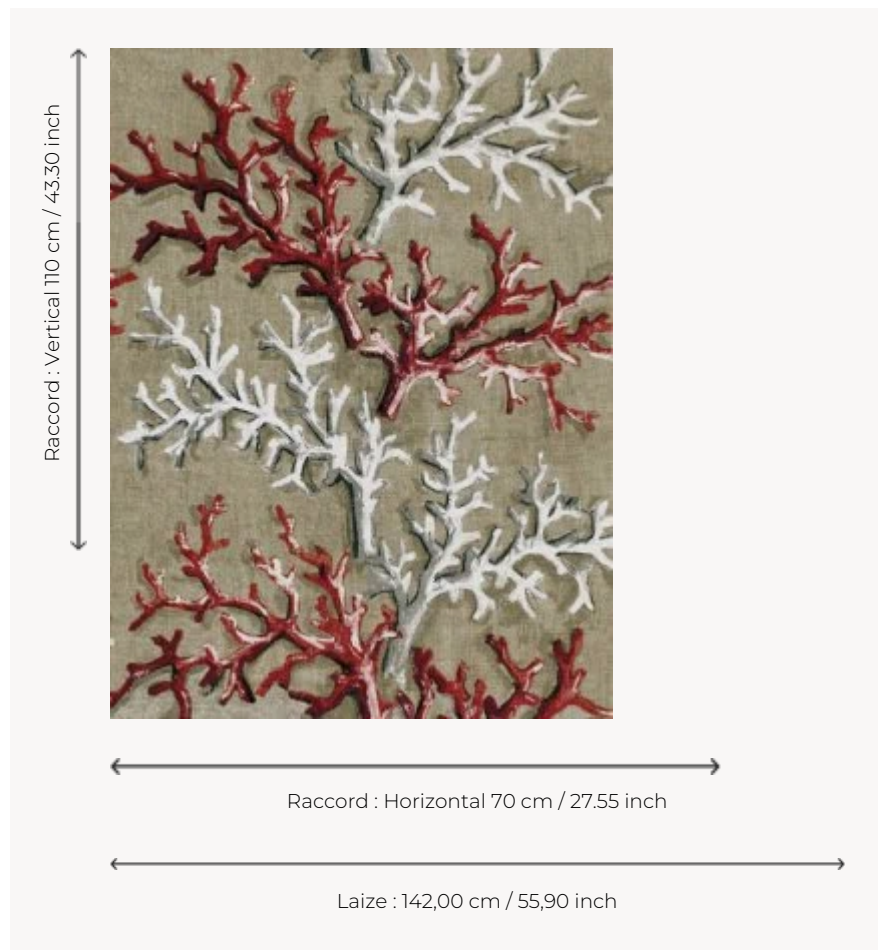 Raccord : Vertical 110 cm / 43.30 inch
Raccord : Horizontal 70 cm / 27.55 inch
Laize : 142,00 cm / 55,90 inch